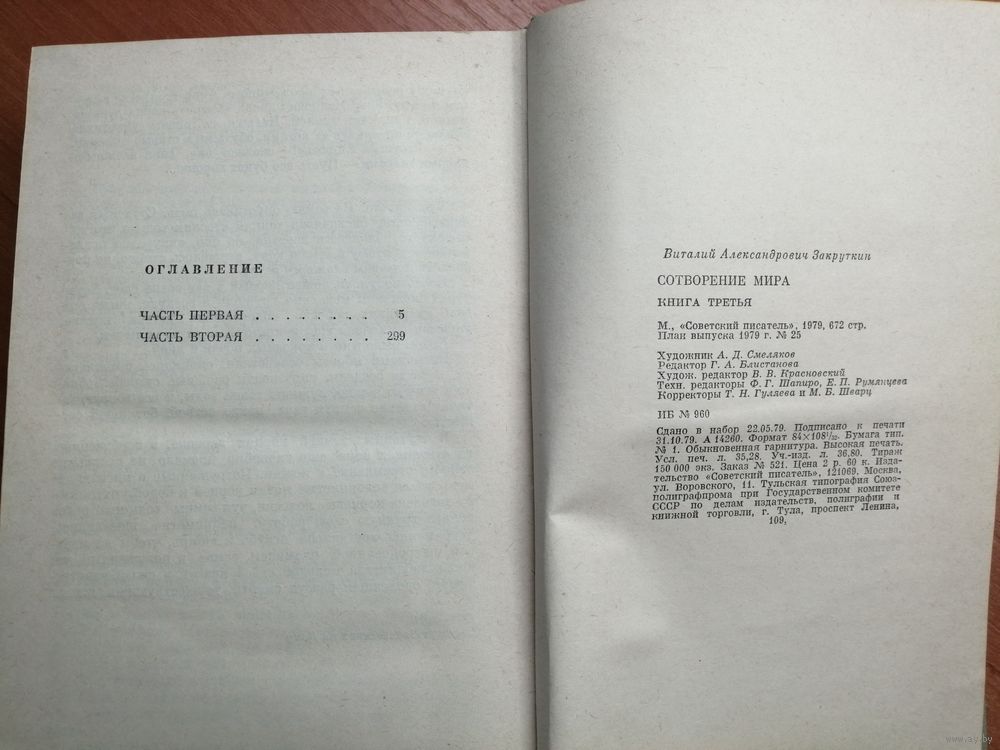 ОГЛАВЛЕНИЕ
ЧАСТЬ ПЕРВАЯ . . . . . . . . 5
ЧАСТЬ ВТОРАЯ . . . . . . . . 299
Виталий Александрович Закруткин
СОТВОРЕНИЕ МИРА
КНИГА ТРЕТЬЯ
М., «Советский писатель», 1979, 672 стр.
План выпуска 1979 г. № 25
Художник А. Д. Смеляков
Редактор Г. А. Блистанова
Худож. редактор В. В. Красновский
Техн. редакторы Ф. Г. Шапиро, Е. П. Румянцева
Корректоры Т. Н. Гуляева и М. Б. Шварц
ИБ № 960
Сдано в набор 22.05.79. Подписано к печати
31.10.79. А 14260. Формат 84×108¹/₃₂. Бумага тип.
№ 1. Обыкновенная гарнитура. Высокая печать.
Усл. печ. л. 35,28. Уч.-изд. л. 36,80. Тираж
150 000 экз. Заказ № 521. Цена 2 р. 60 к. Изда-
тельство «Советский писатель», 121069. Москва,
ул. Воровского, 11. Тульская типография Союз-
полиграфпрома при Государственном комитете
СССР по делам издательств, полиграфии и
книжной торговли, г. Тула, проспект Ленина,
109.
www.ay.by